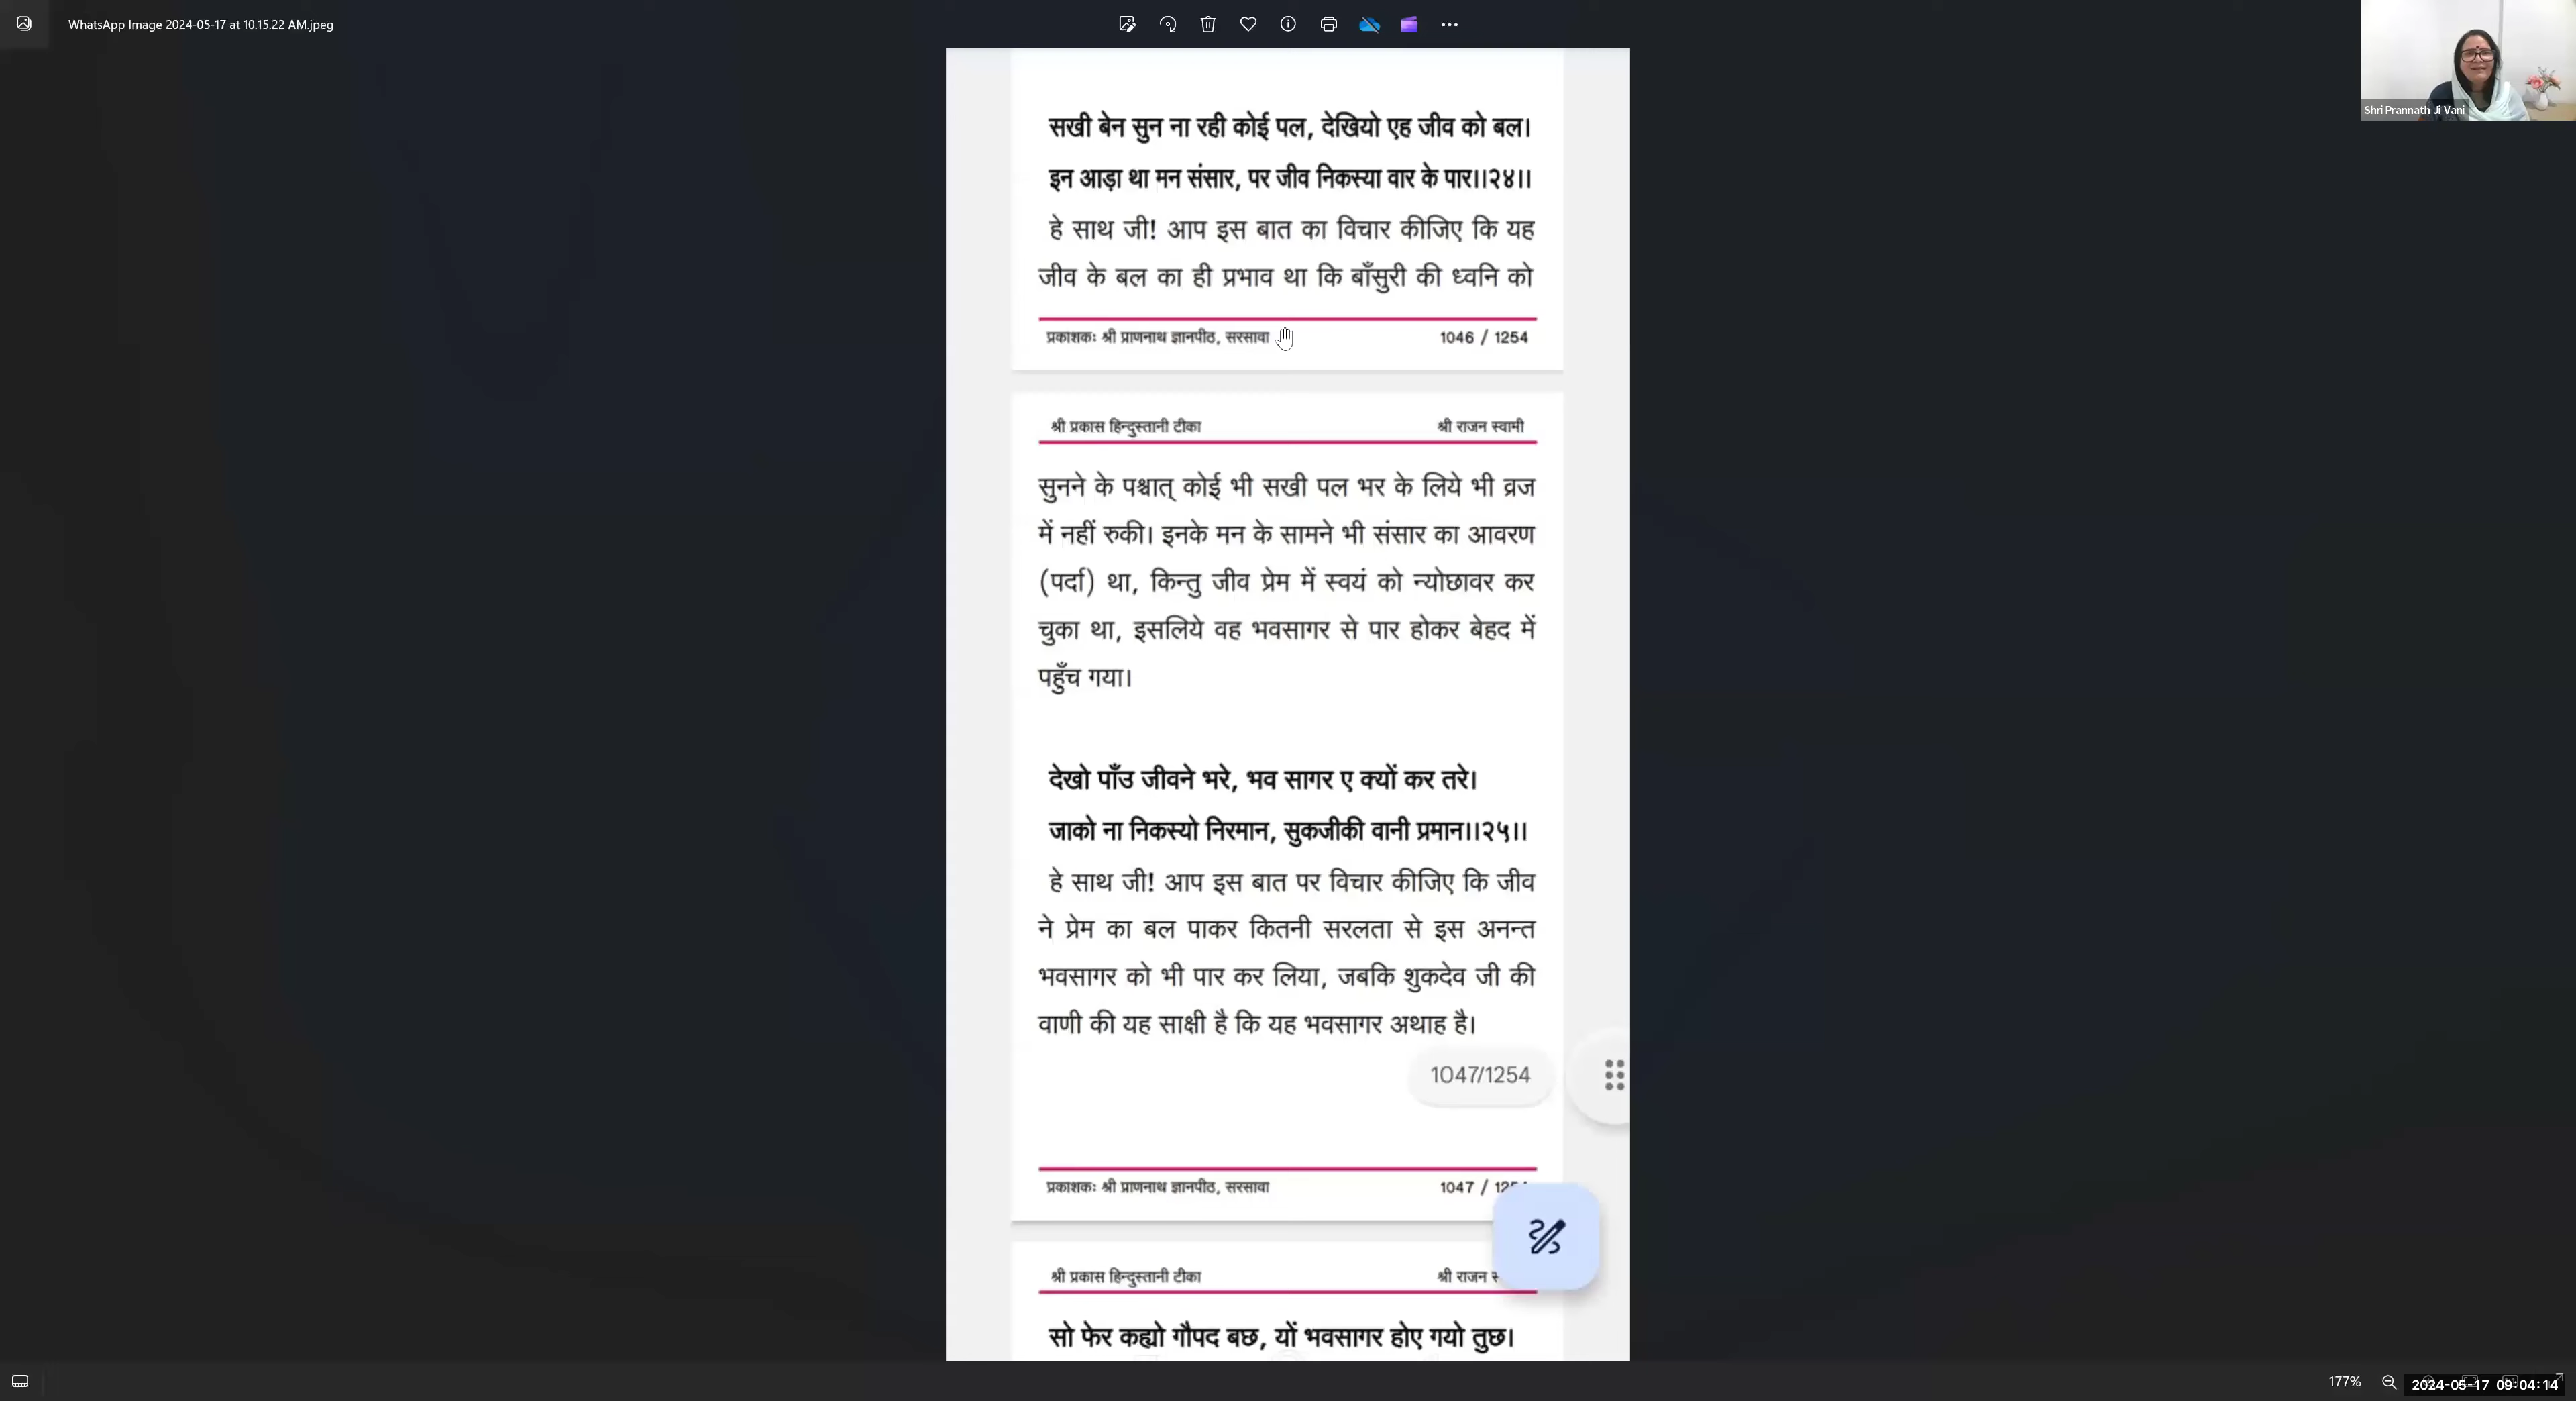 WhatsApp Image 2024-05-17 at 10.15.22 AM.jpeg
Shri Prannath Ji Vani
सखी बेन सुन ना रही कोई पल, देखियो एह जीव को बल।
इन आड़ा था मन संसार, पर जीव निकस्या वार के पार।।२४।।
हे साथ जी! आप इस बात का विचार कीजिए कि यह
जीव के बल का ही प्रभाव था कि बाँसुरी की ध्वनि को
प्रकाशकः श्री प्राणनाथ ज्ञानपीठ, सरसावा 1046 / 1254
श्री प्रकास हिन्दुस्तानी टीका श्री राजन स्वामी
सुनने के पश्चात् कोई भी सखी पल भर के लिये भी व्रज
में नहीं रुकी। इनके मन के सामने भी संसार का आवरण
(पर्दा) था, किन्तु जीव प्रेम में स्वयं को न्योछावर कर
चुका था, इसलिये वह भवसागर से पार होकर बेहद में
पहुँच गया।
देखो पाँउ जीवने भरे, भव सागर ए क्यों कर तरे।
जाको ना निकस्यो निरमान, सुकजीकी वानी प्रमान।।२५।।
हे साथ जी! आप इस बात पर विचार कीजिए कि जीव
ने प्रेम का बल पाकर कितनी सरलता से इस अनन्त
भवसागर को भी पार कर लिया, जबकि शुकदेव जी की
वाणी की यह साक्षी है कि यह भवसागर अथाह है।
1047/1254
प्रकाशकः श्री प्राणनाथ ज्ञानपीठ, सरसावा 1047 /
श्री प्रकास हिन्दुस्तानी टीका श्री राजन
सो फेर कह्यो गौपद बछ, यों भवसागर होए गयो तुछ।
177%
2024-05-17 09:04:14